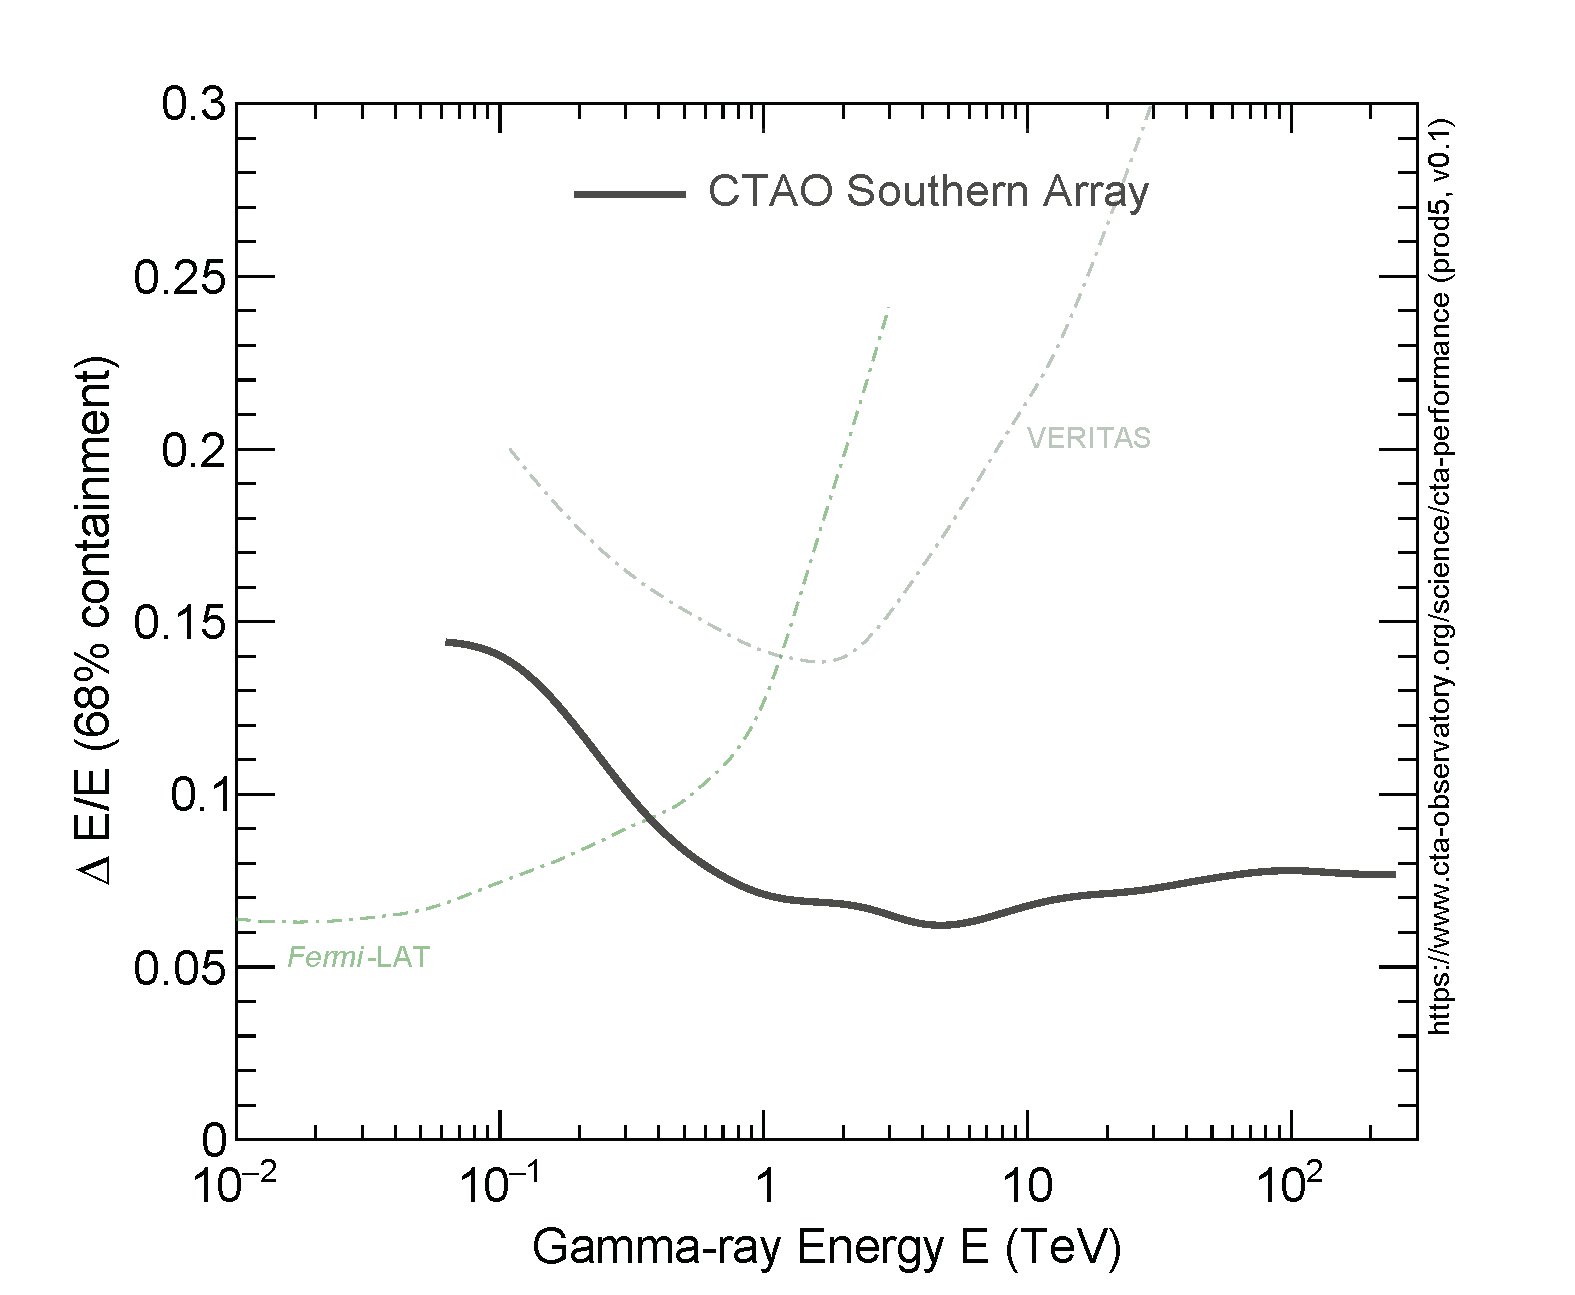 0.3
CTAO Southern Array
0.25
0.2
VERITAS
0.15
0.1
0.05
0
Fermi-LAT
Δ E/E (68% containment)
10⁻²
10⁻¹
1
10
10²
Gamma-ray Energy E (TeV)
https://www.cta-observatory.org/science/cta-performance (prod5, v0.1)